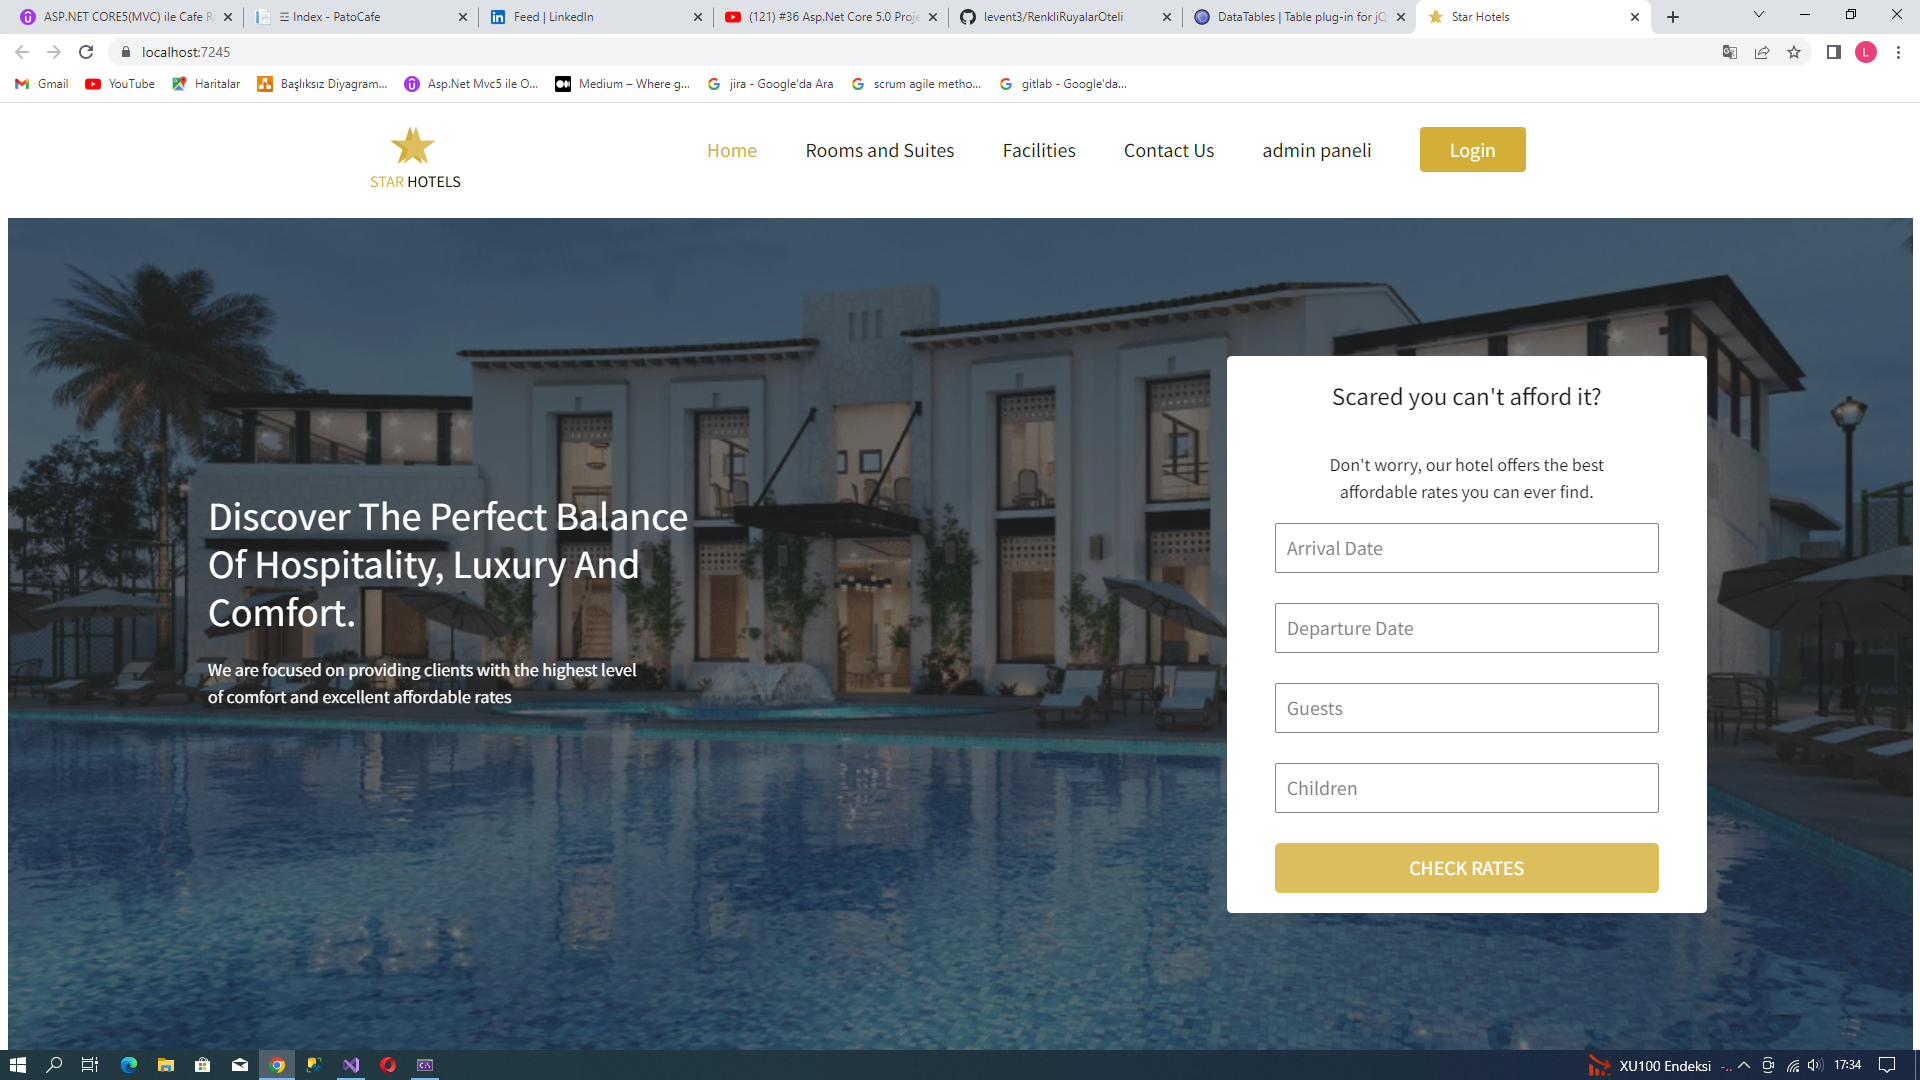 ASP.NET CORE5(MVC) ile Cafe R
Index - PatoCafe
Feed | LinkedIn
(121) #36 Asp.Net Core 5.0 Proje
levent3/RenkliRuyalarOteli
DataTables | Table plug-in for jQ
Star Hotels
localhost:7245
L
Gmail
YouTube
Haritalar
Başlıksız Diyagram...
Asp.Net Mvc5 ile O...
Medium – Where g...
jira - Google'da Ara
scrum agile metho...
gitlab - Google'da...
STAR HOTELS
Home
Rooms and Suites
Facilities
Contact Us
admin paneli
Login
Discover The Perfect Balance
Of Hospitality, Luxury And
Comfort.
We are focused on providing clients with the highest level
of comfort and excellent affordable rates
Scared you can't afford it?
Don't worry, our hotel offers the best
affordable rates you can ever find.
Arrival Date
Departure Date
Guests
Children
CHECK RATES
XU100 Endeksi -..
17:34